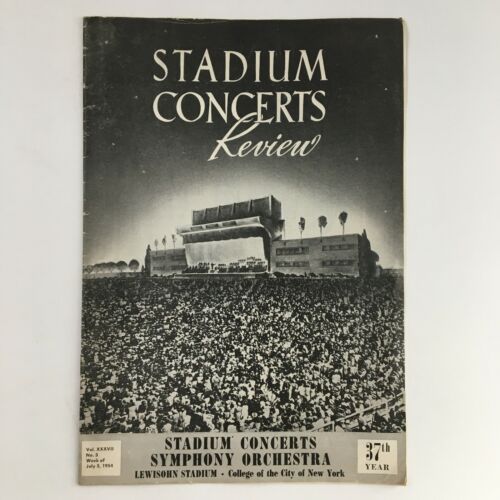 STADIUM
CONCERTS
Review
Vol. XXXVII
No. 3
Week of
July 5, 1954
STADIUM CONCERTS
SYMPHONY ORCHESTRA
LEWISOHN STADIUM - College of the City of New York
37th
YEAR